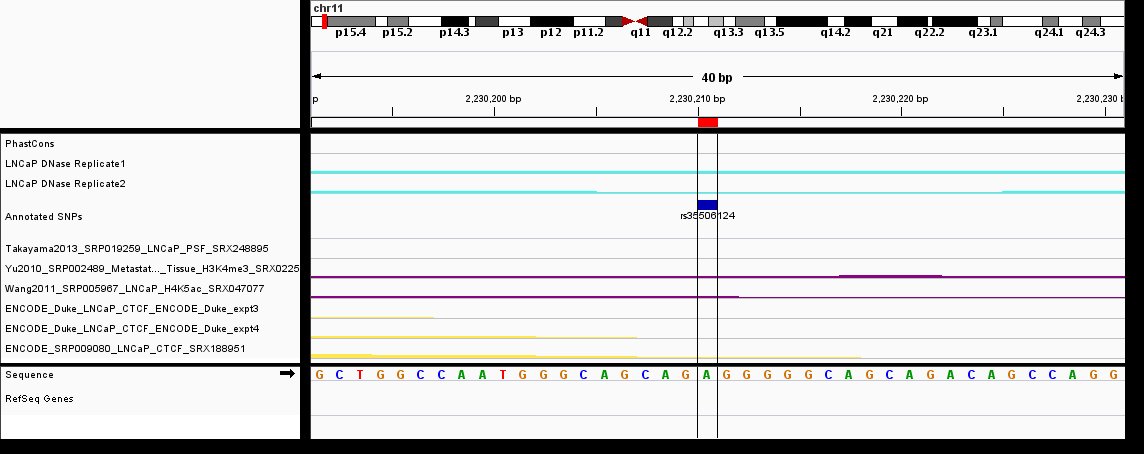 chr11
p15.4 p15.2 p14.3 p13 p12 p11.2 q11 q12.2 q13.3 q13.5 q14.2 q21 q22.2 q23.1 q24.1 q24.3
40 bp
p 2,230,200 bp 2,230,210 bp 2,230,220 bp 2,230,230 b
PhastCons
LNCaP DNase Replicate1
LNCaP DNase Replicate2
Annotated SNPs
rs35506124
Takayama2013_SRP019259_LNCaP_PSF_SRX248895
Yu2010_SRP002489_Metastat..._Tissue_H3K4me3_SRX0225
Wang2011_SRP005967_LNCaP_H4K5ac_SRX047077
ENCODE_Duke_LNCaP_CTCF_ENCODE_Duke_expt3
ENCODE_Duke_LNCaP_CTCF_ENCODE_Duke_expt4
ENCODE_SRP009080_LNCaP_CTCF_SRX188951
Sequence G C T G G C C A A T G G G C A G C A G A G G G G G C A G C A G A C A G C C A G G
RefSeq Genes